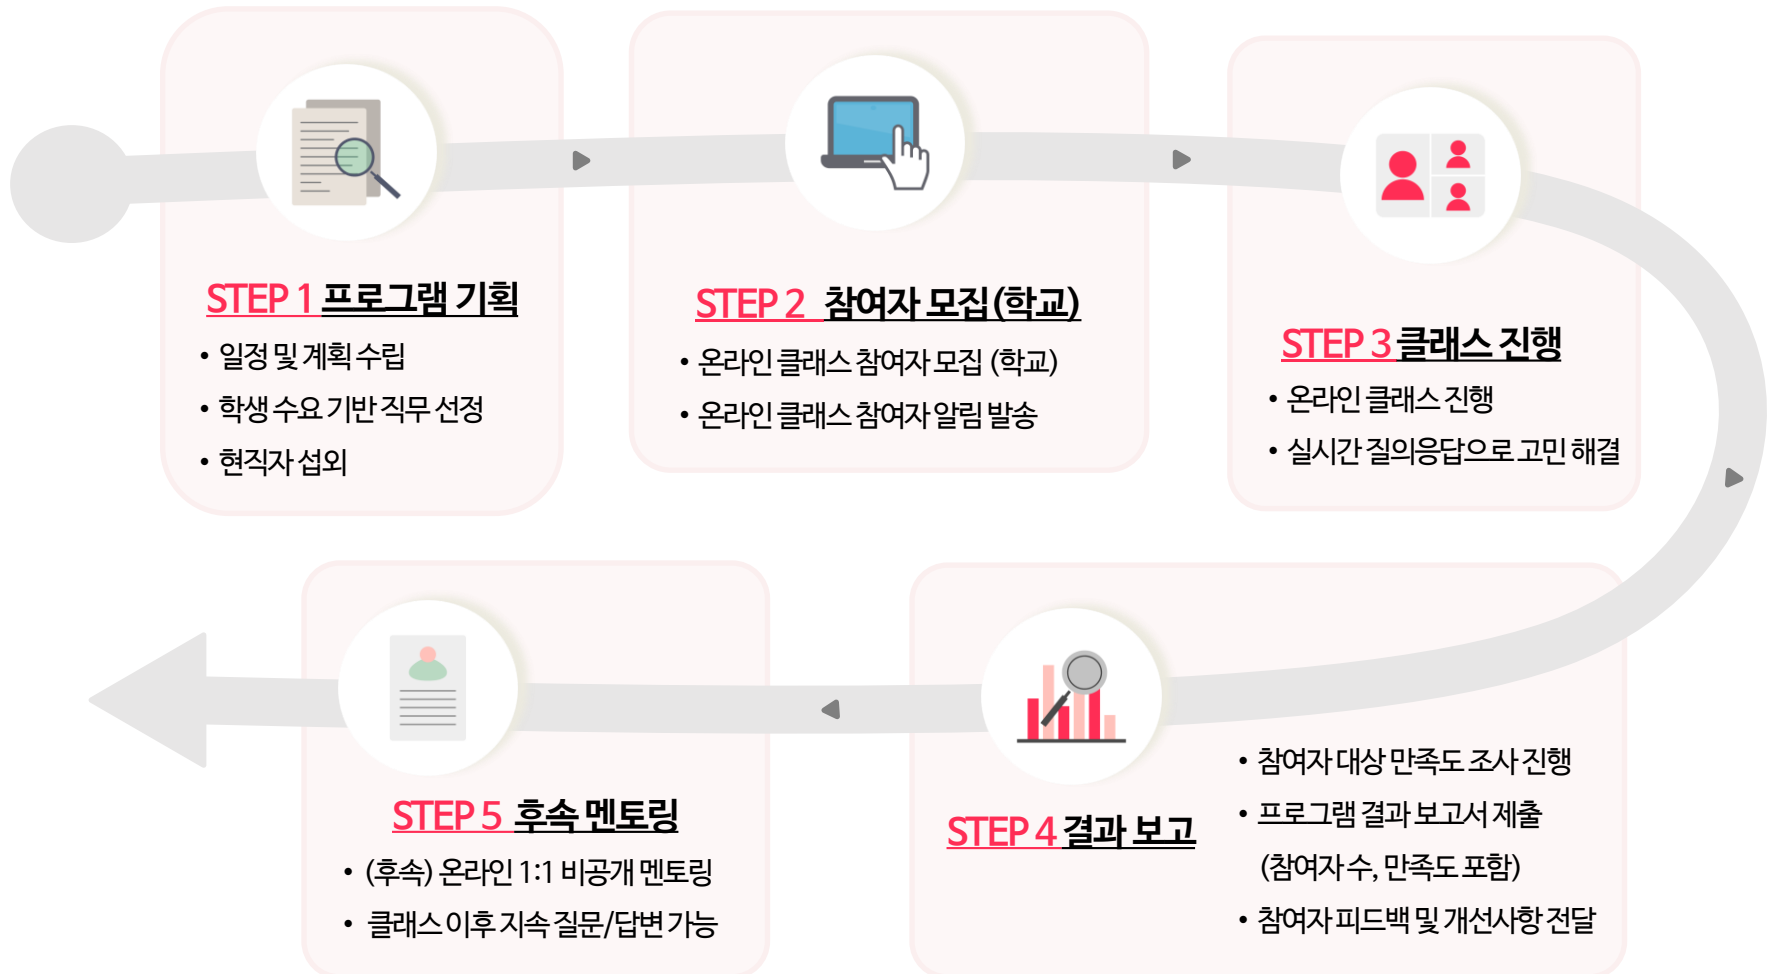 STEP 1 프로그램 기획
• 일정 및 계획 수립
• 학생 수요 기반 직무 선정
• 현직자 섭외
STEP 2 참여자 모집(학교)
• 온라인 클래스 참여자 모집 (학교)
• 온라인 클래스 참여자 알림 발송
STEP 3 클래스 진행
• 온라인 클래스 진행
• 실시간 질의응답으로 고민 해결
STEP 4 결과 보고
• 참여자 대상 만족도 조사 진행
• 프로그램 결과 보고서 제출
(참여자 수, 만족도 포함)
• 참여자 피드백 및 개선사항 전달
STEP 5 후속 멘토링
• (후속) 온라인 1:1 비공개 멘토링
• 클래스 이후 지속 질문/답변 가능